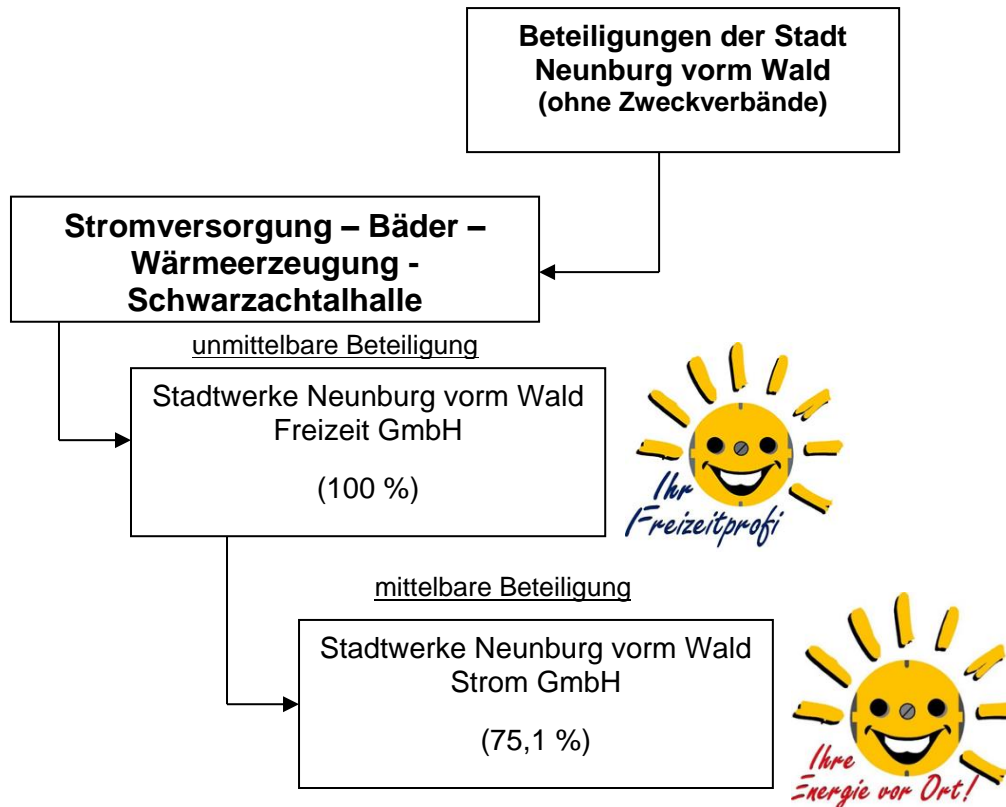 Beteiligungen der Stadt
Neunburg vorm Wald
(ohne Zweckverbände)
Stromversorgung – Bäder –
Wärmeerzeugung -
Schwarzachtalhalle
unmittelbare Beteiligung
Stadtwerke Neunburg vorm Wald
Freizeit GmbH
(100 %)
Ihr
Freizeitprofi
mittelbare Beteiligung
Stadtwerke Neunburg vorm Wald
Strom GmbH
(75,1 %)
Ihre
Energie vor Ort!